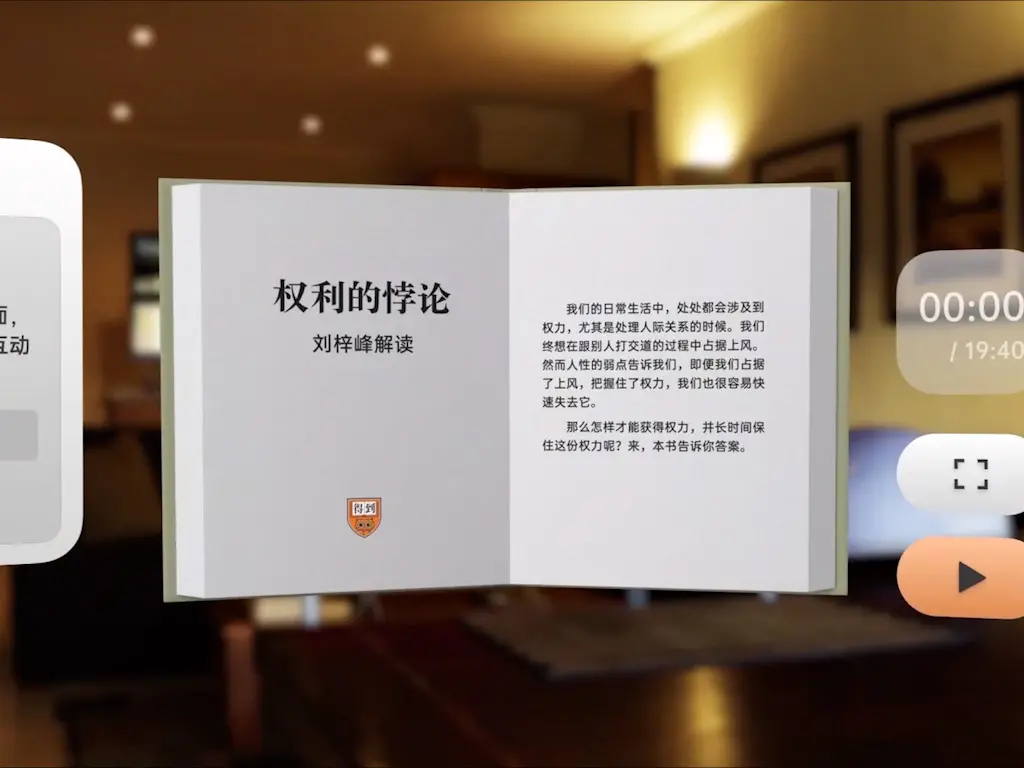 面，
互动
权利的悖论
刘梓峰解读
得到
我们的日常生活中，处处都会涉及到
权力，尤其是处理人际关系的时候。我们
终想在跟别人打交道的过程中占据上风。
然而人性的弱点告诉我们，即便我们占据
了上风，把握住了权力，我们也很容易快
速失去它。
那么怎样才能获得权力，并长时间保
住这份权力呢？来，本书告诉你答案。
00:00
/ 19:40